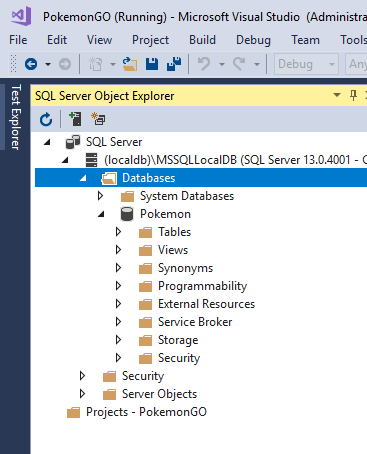 PokemonGO (Running) - Microsoft Visual Studio (Administra
File Edit View Project Build Debug Team Tools
Debug Any
Test Explorer
SQL Server Object Explorer
SQL Server
(localdb)\MSSQLLocalDB (SQL Server 13.0.4001 -
Databases
System Databases
Pokemon
Tables
Views
Synonyms
Programmability
External Resources
Service Broker
Storage
Security
Security
Server Objects
Projects - PokemonGO